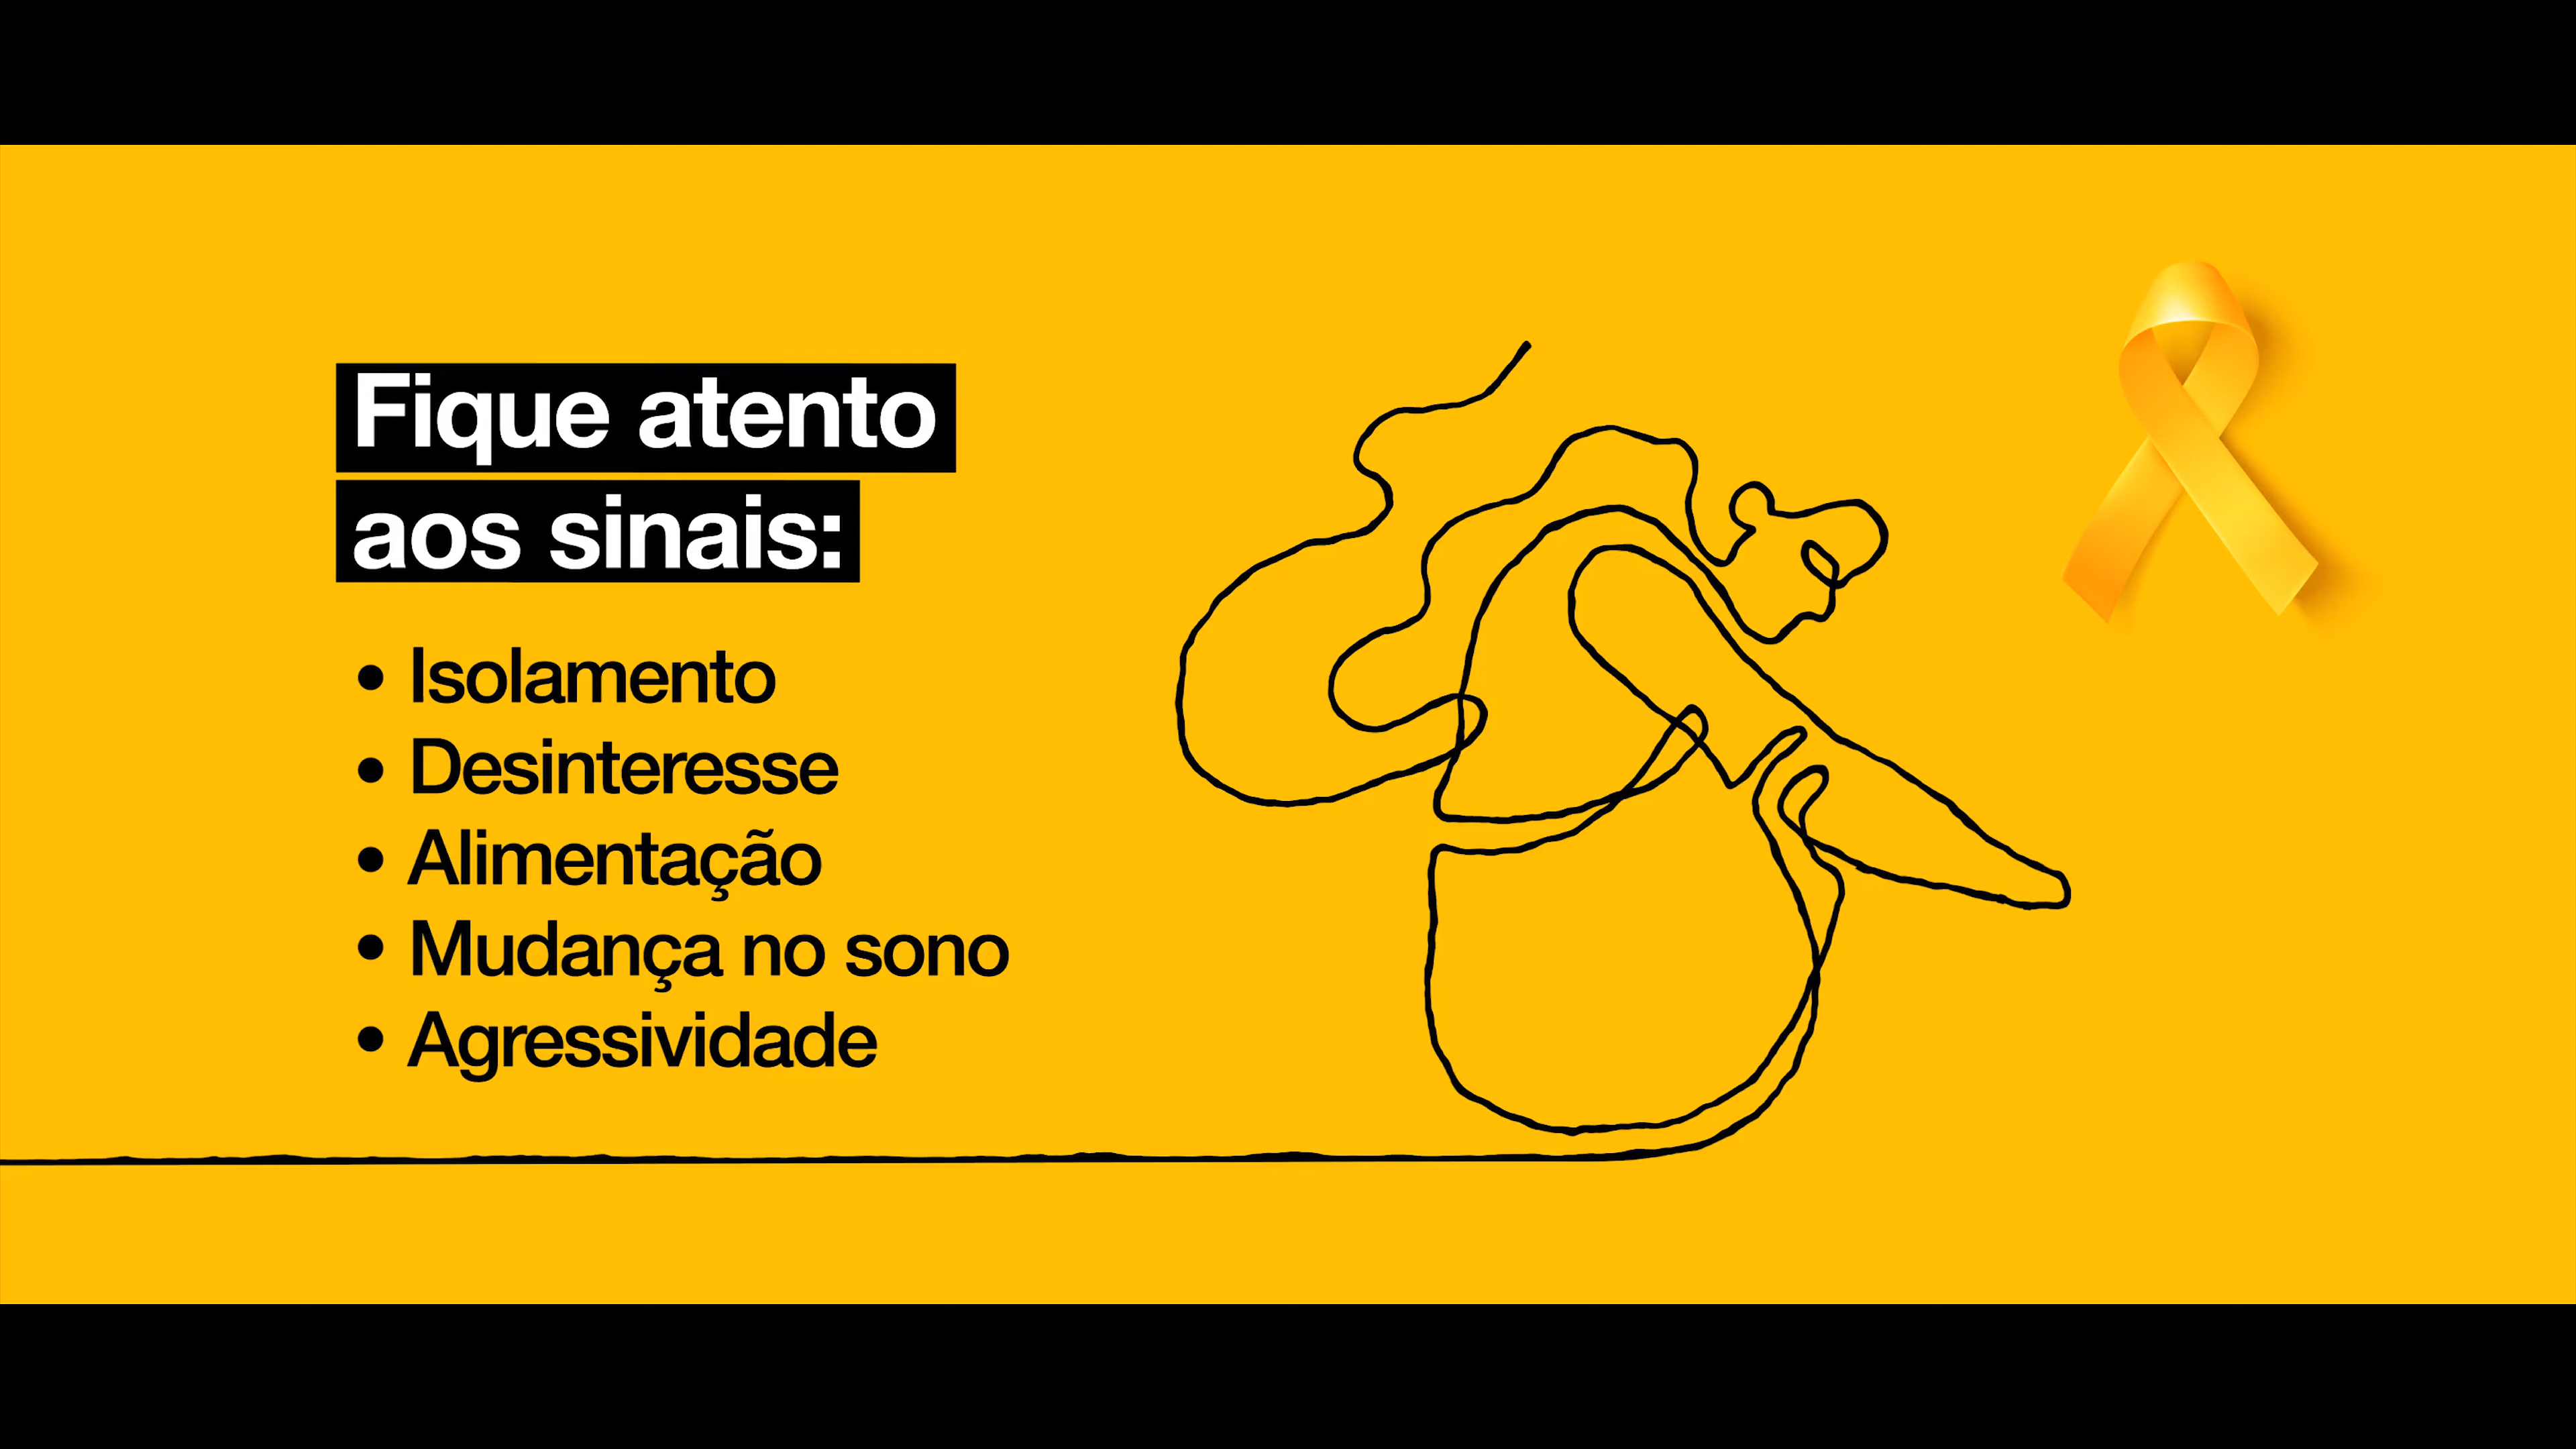 Fique atento
aos sinais:
• Isolamento
• Desinteresse
• Alimentação
• Mudança no sono
• Agressividade